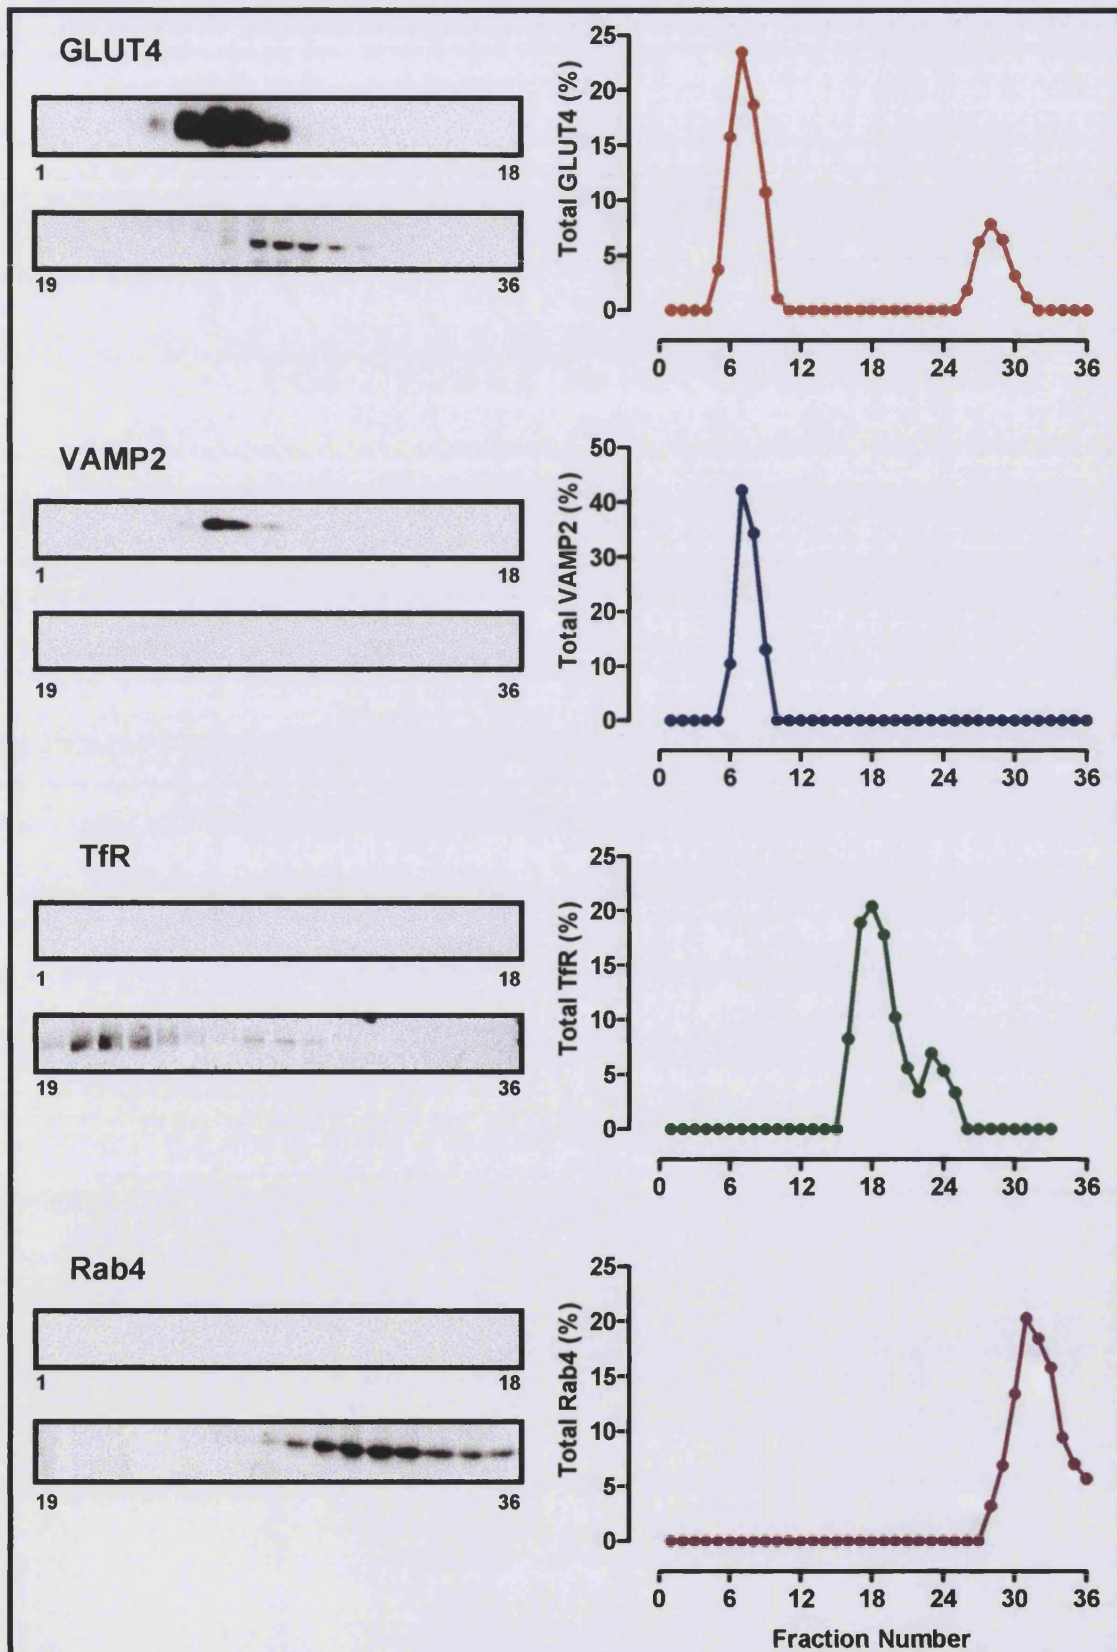 GLUT4
1 18
19 36
Total GLUT4 (%)
25
20
15
10
5
0
0 6 12 18 24 30 36
VAMP2
1 18
19 36
Total VAMP2 (%)
50
40
30
20
10
0
0 6 12 18 24 30 36
TfR
1 18
19 36
Total TfR (%)
25
20
15
10
5
0
0 6 12 18 24 30 36
Rab4
1 18
19 36
Total Rab4 (%)
25
20
15
10
5
0
0 6 12 18 24 30 36
Fraction Number